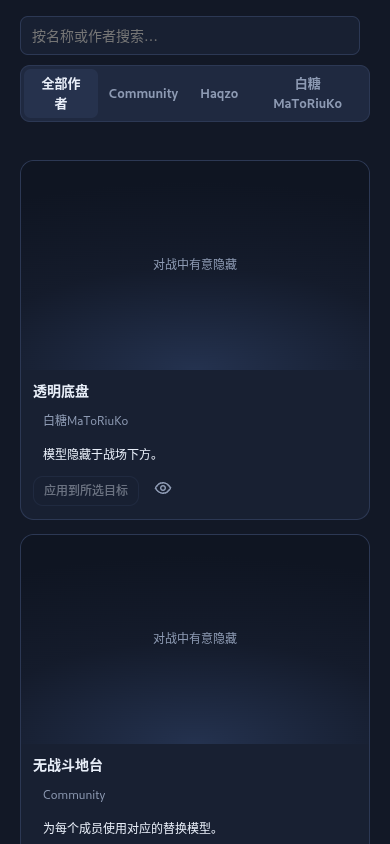 按名称或作者搜索…
全部作
者
Community
Haqzo
白糖
MaToRiuKo
对战中有意隐藏
透明底盘
白糖MaToRiuKo
模型隐藏于战场下方。
应用到所选目标
对战中有意隐藏
无战斗地台
Community
为每个成员使用对应的替换模型。